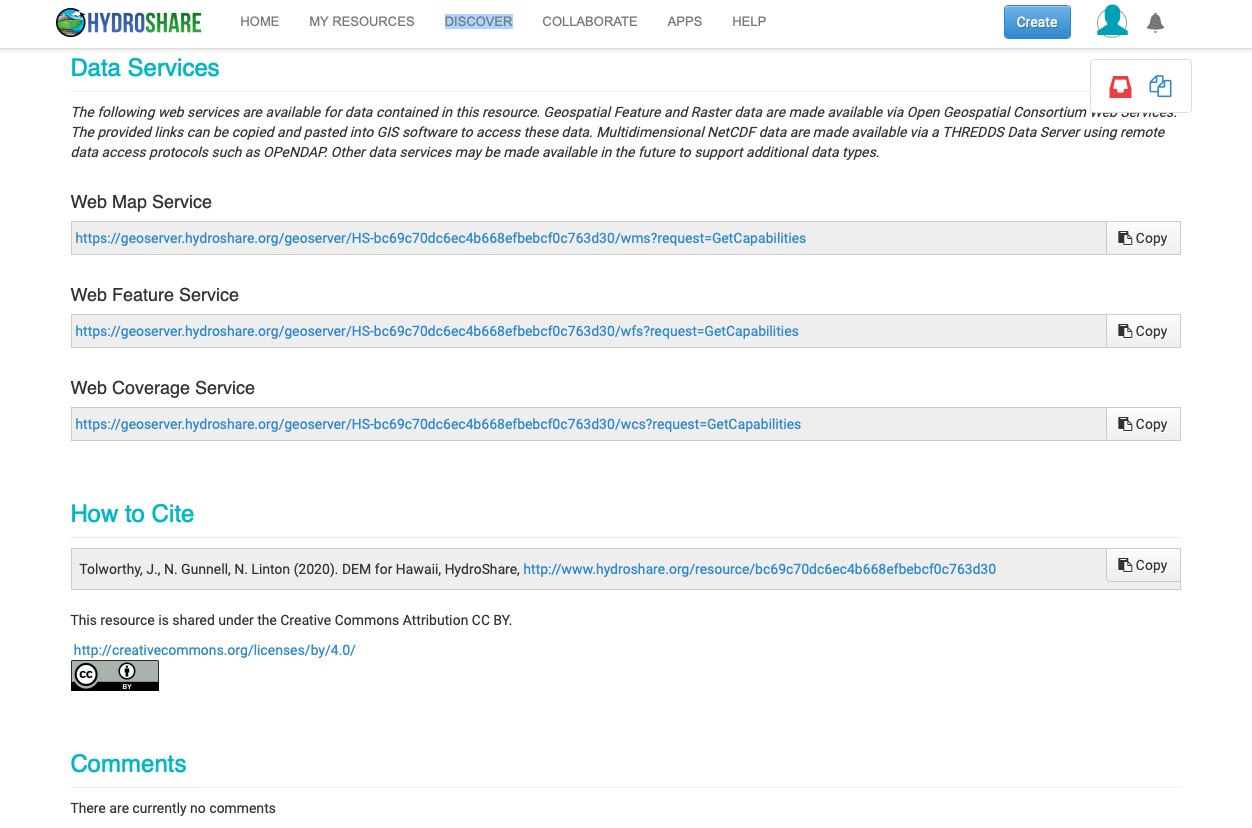 HYDROSHARE HOME MY RESOURCES DISCOVER COLLABORATE APPS HELP Create
Data Services
The following web services are available for data contained in this resource. Geospatial Feature and Raster data are made available via Open Geospatial Consortium Web Services.
The provided links can be copied and pasted into GIS software to access these data. Multidimensional NetCDF data are made available via a THREDDS Data Server using remote
data access protocols such as OPeNDAP. Other data services may be made available in the future to support additional data types.
Web Map Service
https://geoserver.hydroshare.org/geoserver/HS-bc69c70dc6ec4b668efbebcf0c763d30/wms?request=GetCapabilities Copy
Web Feature Service
https://geoserver.hydroshare.org/geoserver/HS-bc69c70dc6ec4b668efbebcf0c763d30/wfs?request=GetCapabilities Copy
Web Coverage Service
https://geoserver.hydroshare.org/geoserver/HS-bc69c70dc6ec4b668efbebcf0c763d30/wcs?request=GetCapabilities Copy
How to Cite
Tolworthy, J., N. Gunnell, N. Linton (2020). DEM for Hawaii, HydroShare, http://www.hydroshare.org/resource/bc69c70dc6ec4b668efbebcf0c763d30 Copy
This resource is shared under the Creative Commons Attribution CC BY.
http://creativecommons.org/licenses/by/4.0/
cc
BY
Comments
There are currently no comments